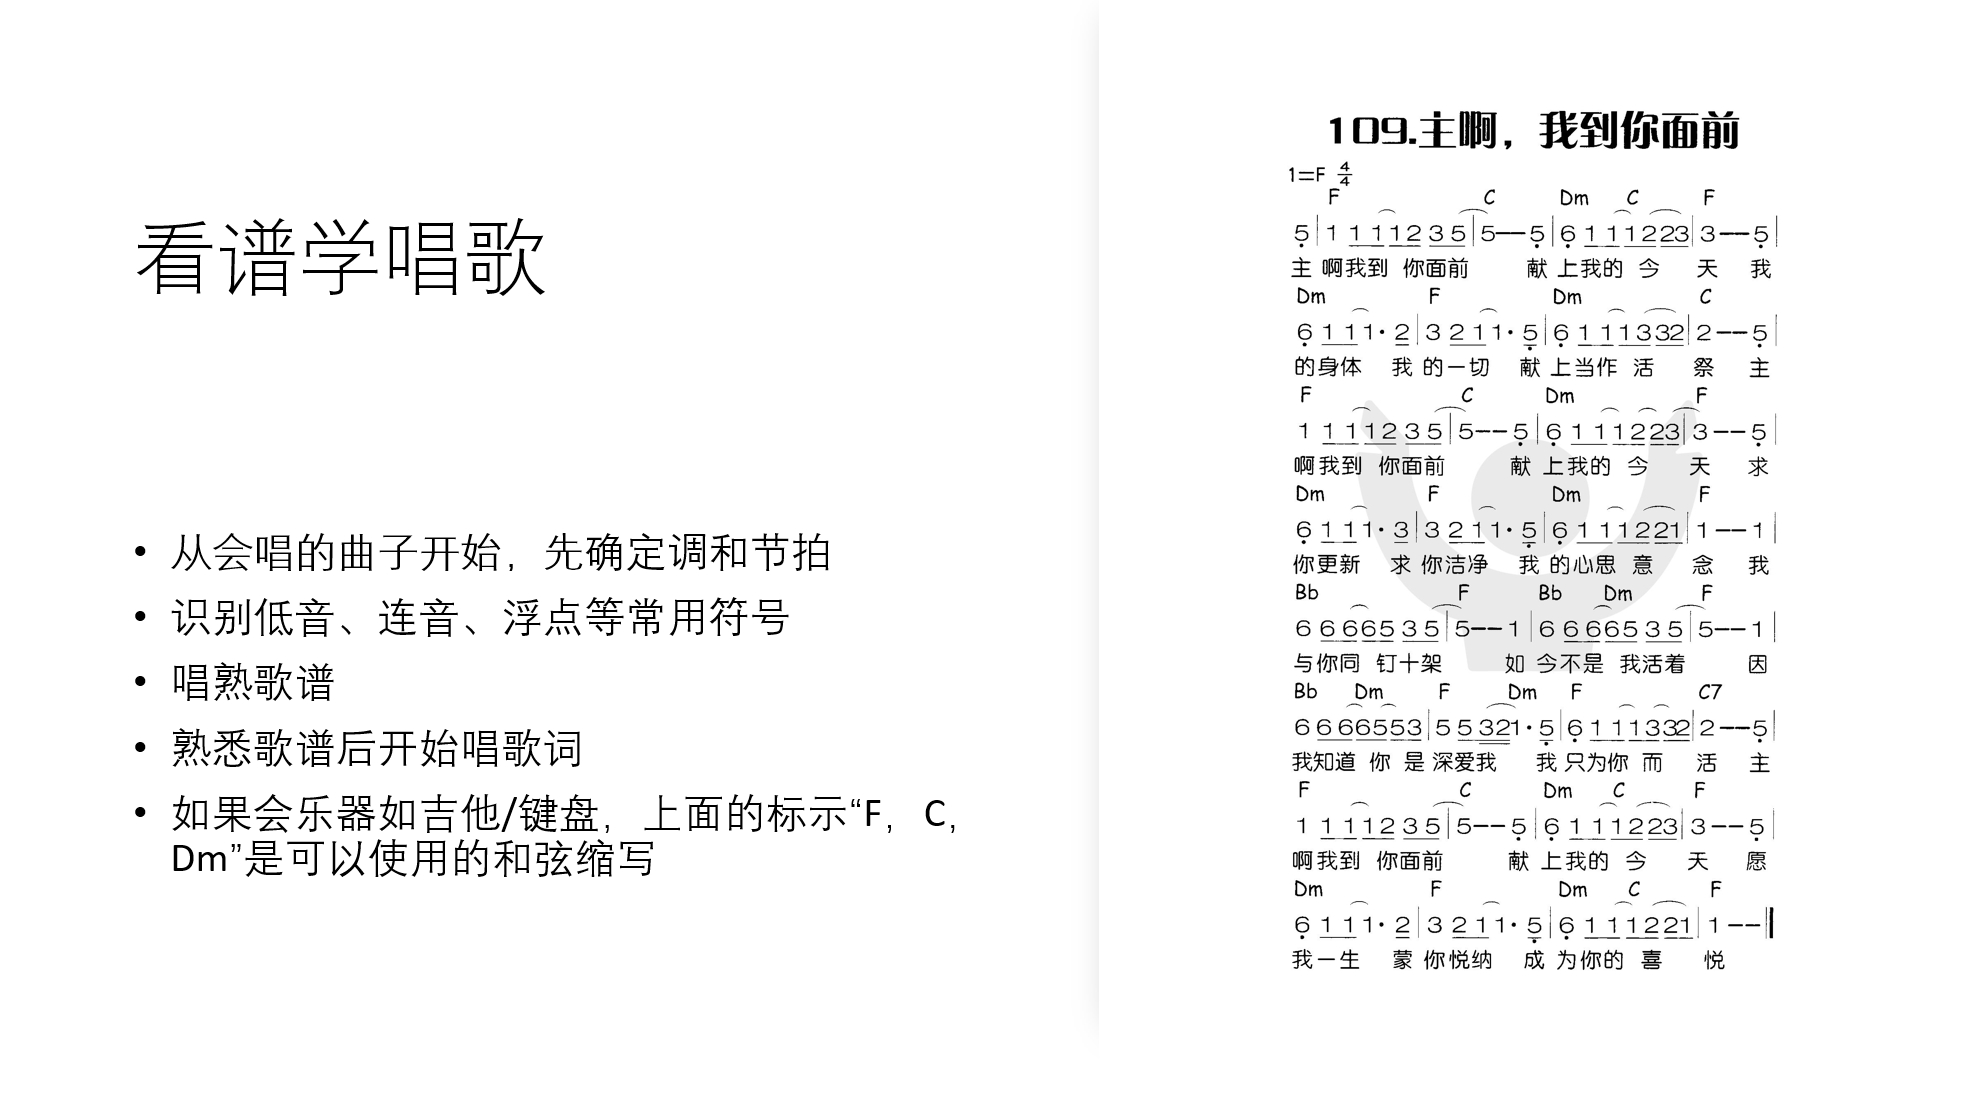 看谱学唱歌
• 从会唱的曲子开始，先确定调和节拍
• 识别低音、连音、浮点等常用符号
• 唱熟歌谱
• 熟悉歌谱后开始唱歌词
• 如果会乐器如吉他/键盘，上面的标示“F，C，
Dm”是可以使用的和弦缩写
109.主啊，我到你面前
1=F 4/4
F C Dm C F
5̣ | 1 1 1 1 2 3 5 | 5 — 5̣ | 6̣ 1 1 1 2 2 3 | 3 — 5̣ |
主 啊我到 你面前 献 上我的 今 天 我
Dm F Dm C
6̣ 1 1 1· 2 | 3 2 1 1· 5̣ | 6̣ 1 1 1 3 3 2 | 2 — — 5̣ |
的身体 我 的一切 献 上当作 活 祭 主
F C Dm F
1 1 1 1 2 3 5 | 5 — — 5̣ | 6̣ 1 1 1 2 2 3 | 3 — — 5̣ |
啊我到 你面前 献 上我的 今 天 求
Dm F Dm F
6̣ 1 1 1· 3 | 3 2 1 1· 5̣ | 6̣ 1 1 1 2 2 1 | 1 — — 1 |
你更新 求 你洁净 我 的心思 意 念 我
Bb F Bb Dm F
6 6 6 6 5 3 5 | 5 — — 1 | 6 6 6 6 5 3 5 | 5 — — 1 |
与你同 钉十架 如 今不是 我活着 因
Bb Dm F Dm F C7
6 6 6 6 5 5 3 | 5 5 3 2 1· 5̣ | 6̣ 1 1 1 3 3 2 | 2 — — 5̣ |
我知道 你 是 深爱我 我 只为你 而 活 主
F C Dm C F
1 1 1 1 2 3 5 | 5 — — 5̣ | 6̣ 1 1 1 2 2 3 | 3 — — 5̣ |
啊我到 你面前 献 上我的 今 天 愿
Dm F Dm C F
6̣ 1 1 1· 2 | 3 2 1 1· 5̣ | 6̣ 1 1 1 2 2 1 | 1 — — ‖
我一生 蒙 你悦纳 成 为你的 喜 悦